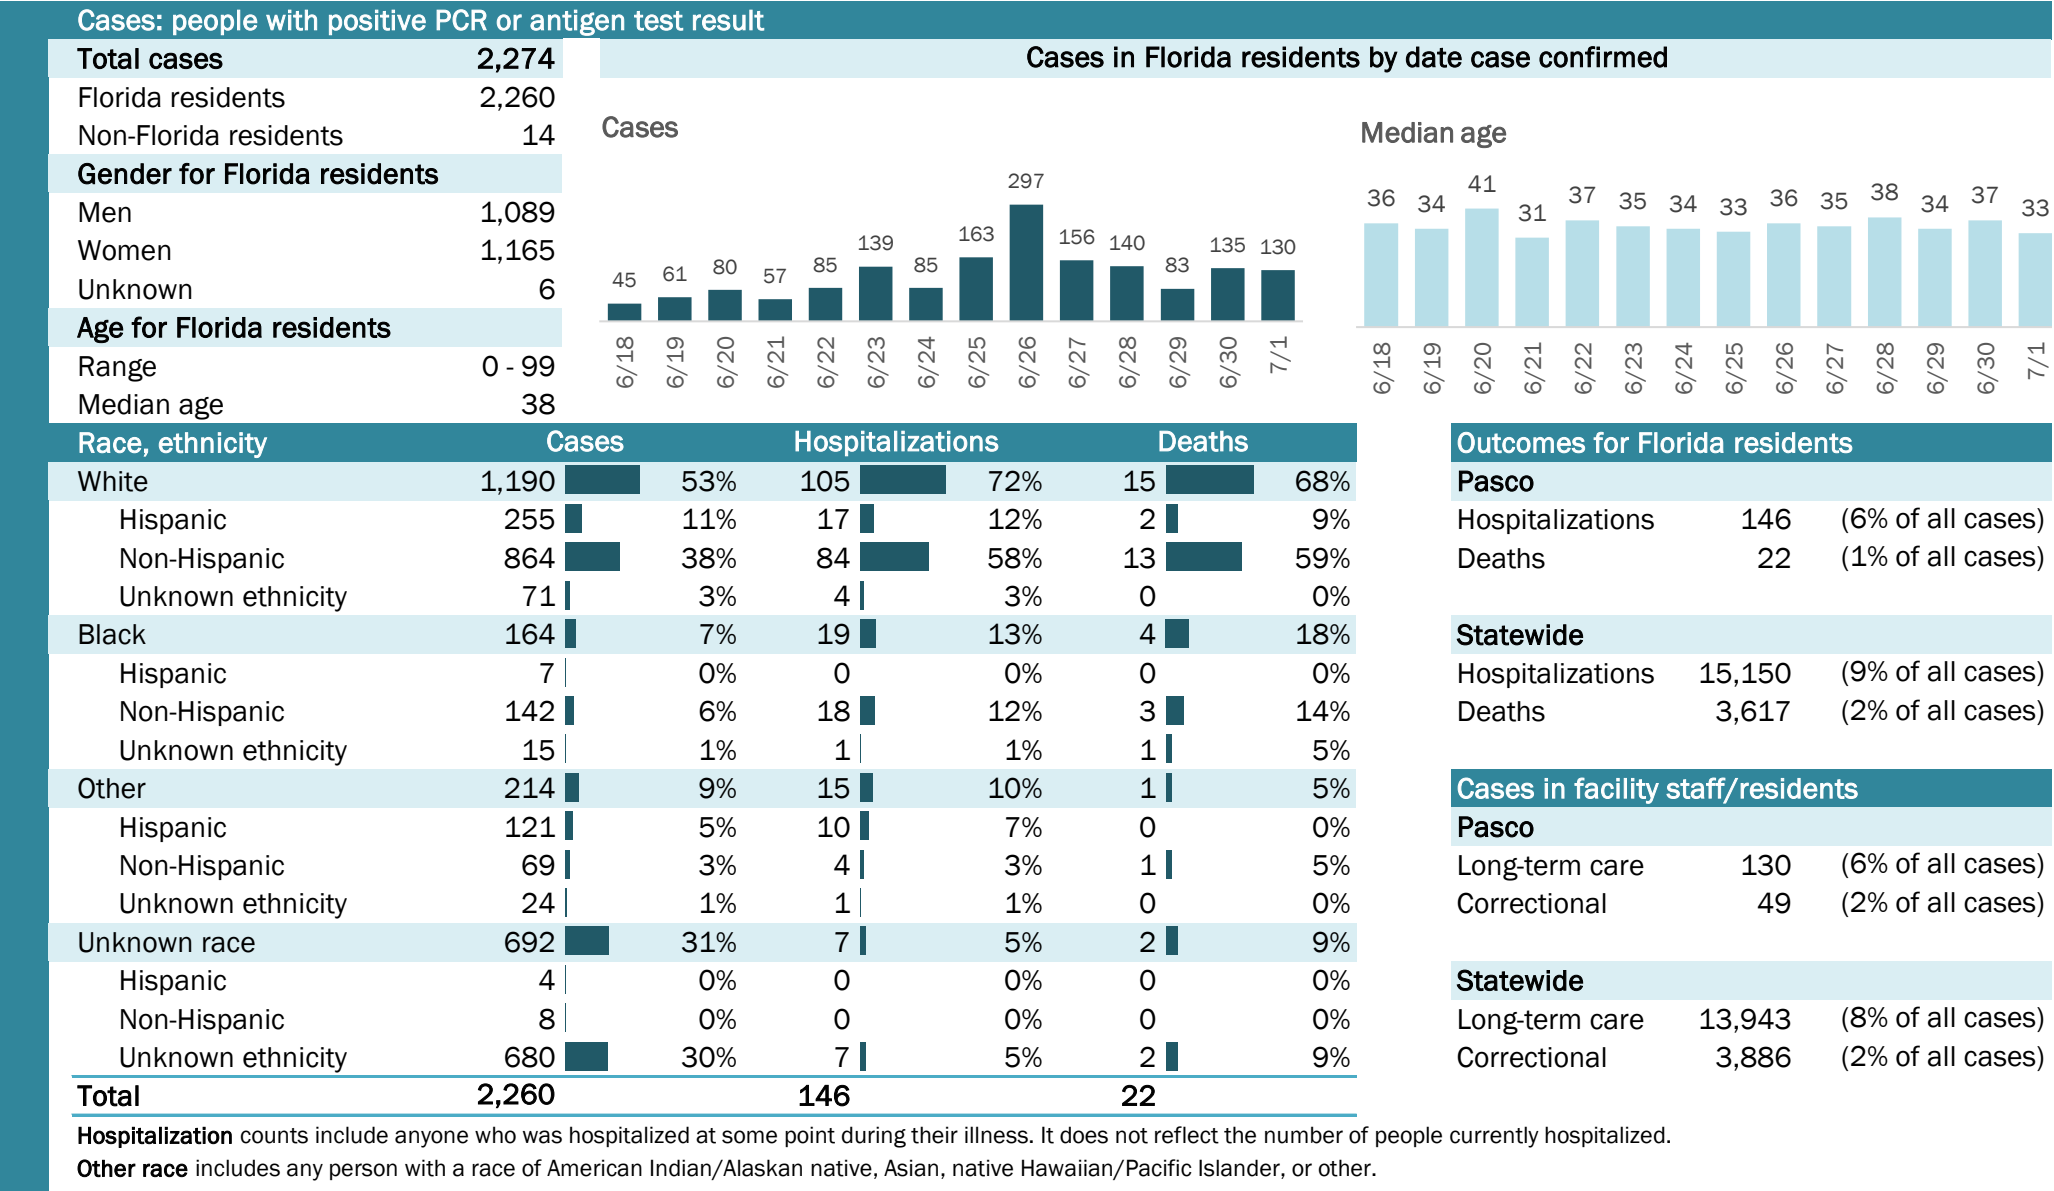 Cases: people with positive PCR or antigen test result
Total cases 2,274
Florida residents 2,260
Non-Florida residents 14
Gender for Florida residents
Men 1,089
Women 1,165
Unknown 6
Age for Florida residents
Range 0 - 99
Median age 38
Cases in Florida residents by date case confirmed
Cases
45 61 80 57 85 139 85 163 297 156 140 83 135 130
6/18 6/19 6/20 6/21 6/22 6/23 6/24 6/25 6/26 6/27 6/28 6/29 6/30 7/1
Median age
36 34 41 31 37 35 34 33 36 35 38 34 37 33
6/18 6/19 6/20 6/21 6/22 6/23 6/24 6/25 6/26 6/27 6/28 6/29 6/30 7/1
Race, ethnicity Cases Hospitalizations Deaths
White 1,190 53% 105 72% 15 68%
Hispanic 255 11% 17 12% 2 9%
Non-Hispanic 864 38% 84 58% 13 59%
Unknown ethnicity 71 3% 4 3% 0 0%
Black 164 7% 19 13% 4 18%
Hispanic 7 0% 0 0% 0 0%
Non-Hispanic 142 6% 18 12% 3 14%
Unknown ethnicity 15 1% 1 1% 1 5%
Other 214 9% 15 10% 1 5%
Hispanic 121 5% 10 7% 0 0%
Non-Hispanic 69 3% 4 3% 1 5%
Unknown ethnicity 24 1% 1 1% 0 0%
Unknown race 692 31% 7 5% 2 9%
Hispanic 4 0% 0 0% 0 0%
Non-Hispanic 8 0% 0 0% 0 0%
Unknown ethnicity 680 30% 7 5% 2 9%
Total 2,260 146 22
Outcomes for Florida residents
Pasco
Hospitalizations 146 (6% of all cases)
Deaths 22 (1% of all cases)
Statewide
Hospitalizations 15,150 (9% of all cases)
Deaths 3,617 (2% of all cases)
Cases in facility staff/residents
Pasco
Long-term care 130 (6% of all cases)
Correctional 49 (2% of all cases)
Statewide
Long-term care 13,943 (8% of all cases)
Correctional 3,886 (2% of all cases)
Hospitalization counts include anyone who was hospitalized at some point during their illness. It does not reflect the number of people currently hospitalized.
Other race includes any person with a race of American Indian/Alaskan native, Asian, native Hawaiian/Pacific Islander, or other.